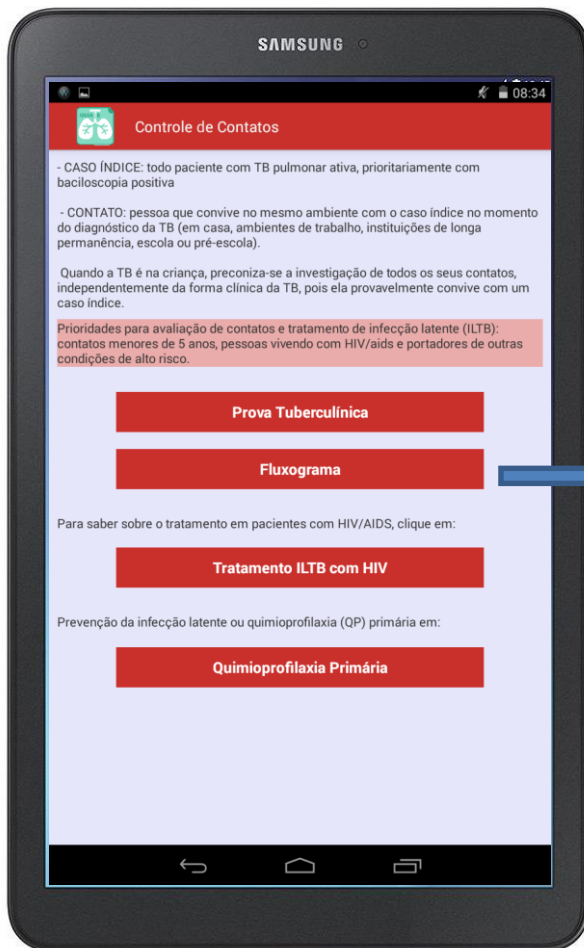 SAMSUNG
08:34
Controle de Contatos
- CASO ÍNDICE: todo paciente com TB pulmonar ativa, prioritariamente com
baciloscopia positiva
- CONTATO: pessoa que convive no mesmo ambiente com o caso índice no momento
do diagnóstico da TB (em casa, ambientes de trabalho, instituições de longa
permanência, escola ou pré-escola).
Quando a TB é na criança, preconiza-se a investigação de todos os seus contatos,
independentemente da forma clínica da TB, pois ela provavelmente convive com um
caso índice.
Prioridades para avaliação de contatos e tratamento de infecção latente (ILTB):
contatos menores de 5 anos, pessoas vivendo com HIV/aids e portadores de outras
condições de alto risco.
Prova Tuberculínica
Fluxograma
Para saber sobre o tratamento em pacientes com HIV/AIDS, clique em:
Tratamento ILTB com HIV
Prevenção da infecção latente ou quimioprofilaxia (QP) primária em:
Quimioprofilaxia Primária